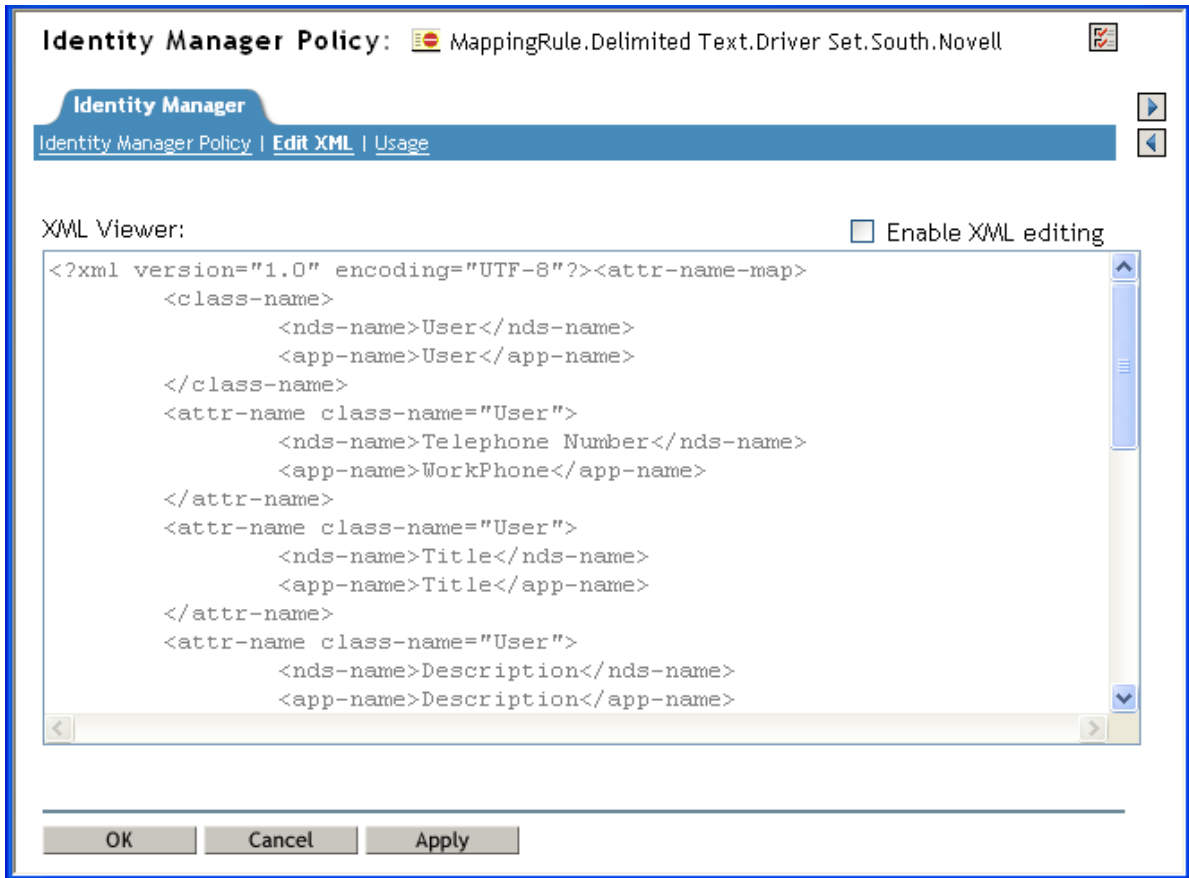 Identity Manager Policy: MappingRule.Delimited Text.Driver Set.South.Novell
Identity Manager
Identity Manager Policy | Edit XML | Usage
XML Viewer:
Enable XML editing
<?xml version="1.0" encoding="UTF-8"?><attr-name-map>
<class-name>
<nds-name>User</nds-name>
<app-name>User</app-name>
</class-name>
<attr-name class-name="User">
<nds-name>Telephone Number</nds-name>
<app-name>WorkPhone</app-name>
</attr-name>
<attr-name class-name="User">
<nds-name>Title</nds-name>
<app-name>Title</app-name>
</attr-name>
<attr-name class-name="User">
<nds-name>Description</nds-name>
<app-name>Description</app-name>
OK Cancel Apply